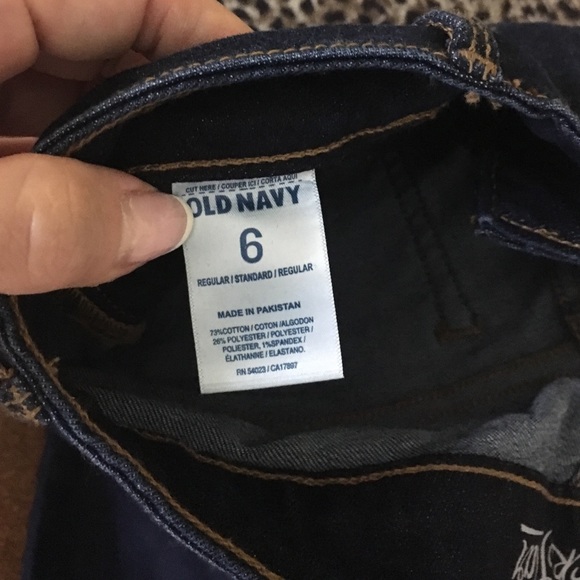 CUT HERE / COUPER ICI / CORTA AQUI
OLD NAVY
6
REGULAR / STANDARD / REGULAR
MADE IN PAKISTAN
73%COTTON / COTON /ALGODON
26% POLYESTER / POLYESTER /
POLIESTER, 1%SPANDEX /
ÉLATHANNE / ELASTANO.
RN 54023 / CA17897